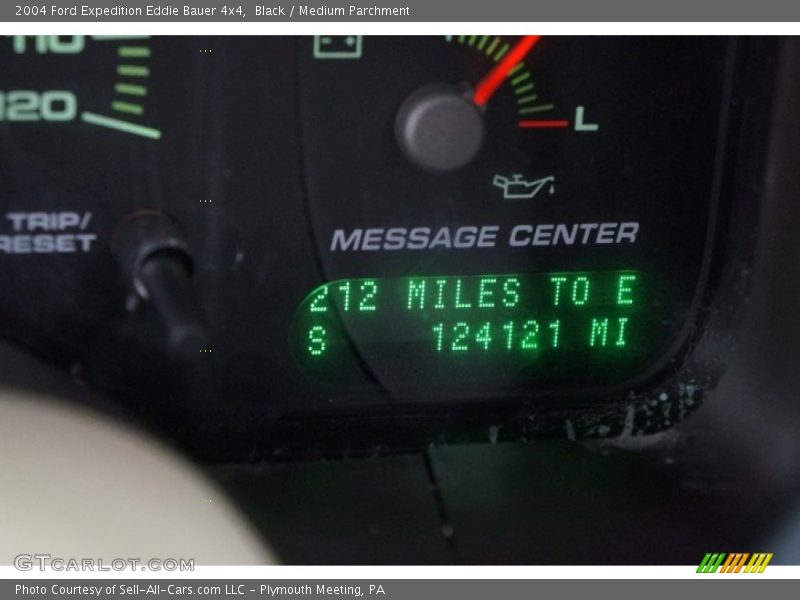 2004 Ford Expedition Eddie Bauer 4x4,  Black / Medium Parchment
110
120
L
TRIP/
RESET
MESSAGE CENTER
212 MILES TO E
S 124121 MI
GTCARLOT.COM
Photo Courtesy of Sell-All-Cars.com LLC - Plymouth Meeting, PA